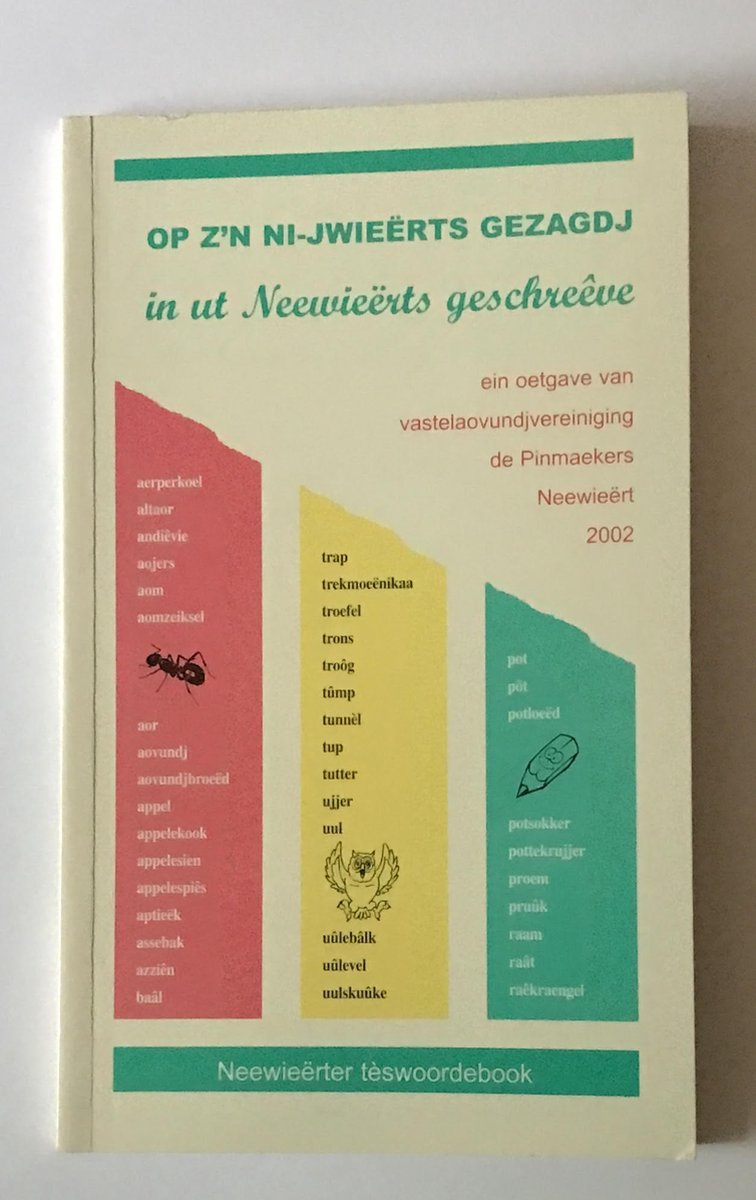 OP Z'N NI-JWIEËRTS GEZAGDJ
in ut Neewieërts geschreêve
ein oetgave van
vastelaovundjvereiniging
de Pinmaekers
Neewieërt
2002
aerperkoel
altaor
andiêvie
aojers
aom
aomzeiksel
aor
aovundj
aovundjbroeëd
appel
appelekook
appelesien
appelespiês
aptieëk
assebak
azziên
baâl
trap
trekmoeënikaa
troefel
trons
troôg
tûmp
tunnèl
tup
tutter
ujjer
uul
uûlebâlk
uûlevel
uulskuûke
pot
pöt
potloeëd
potsokker
pottekrujjer
proem
pruûk
raam
raât
raêkraengel
Neewieërter tèswoordebook